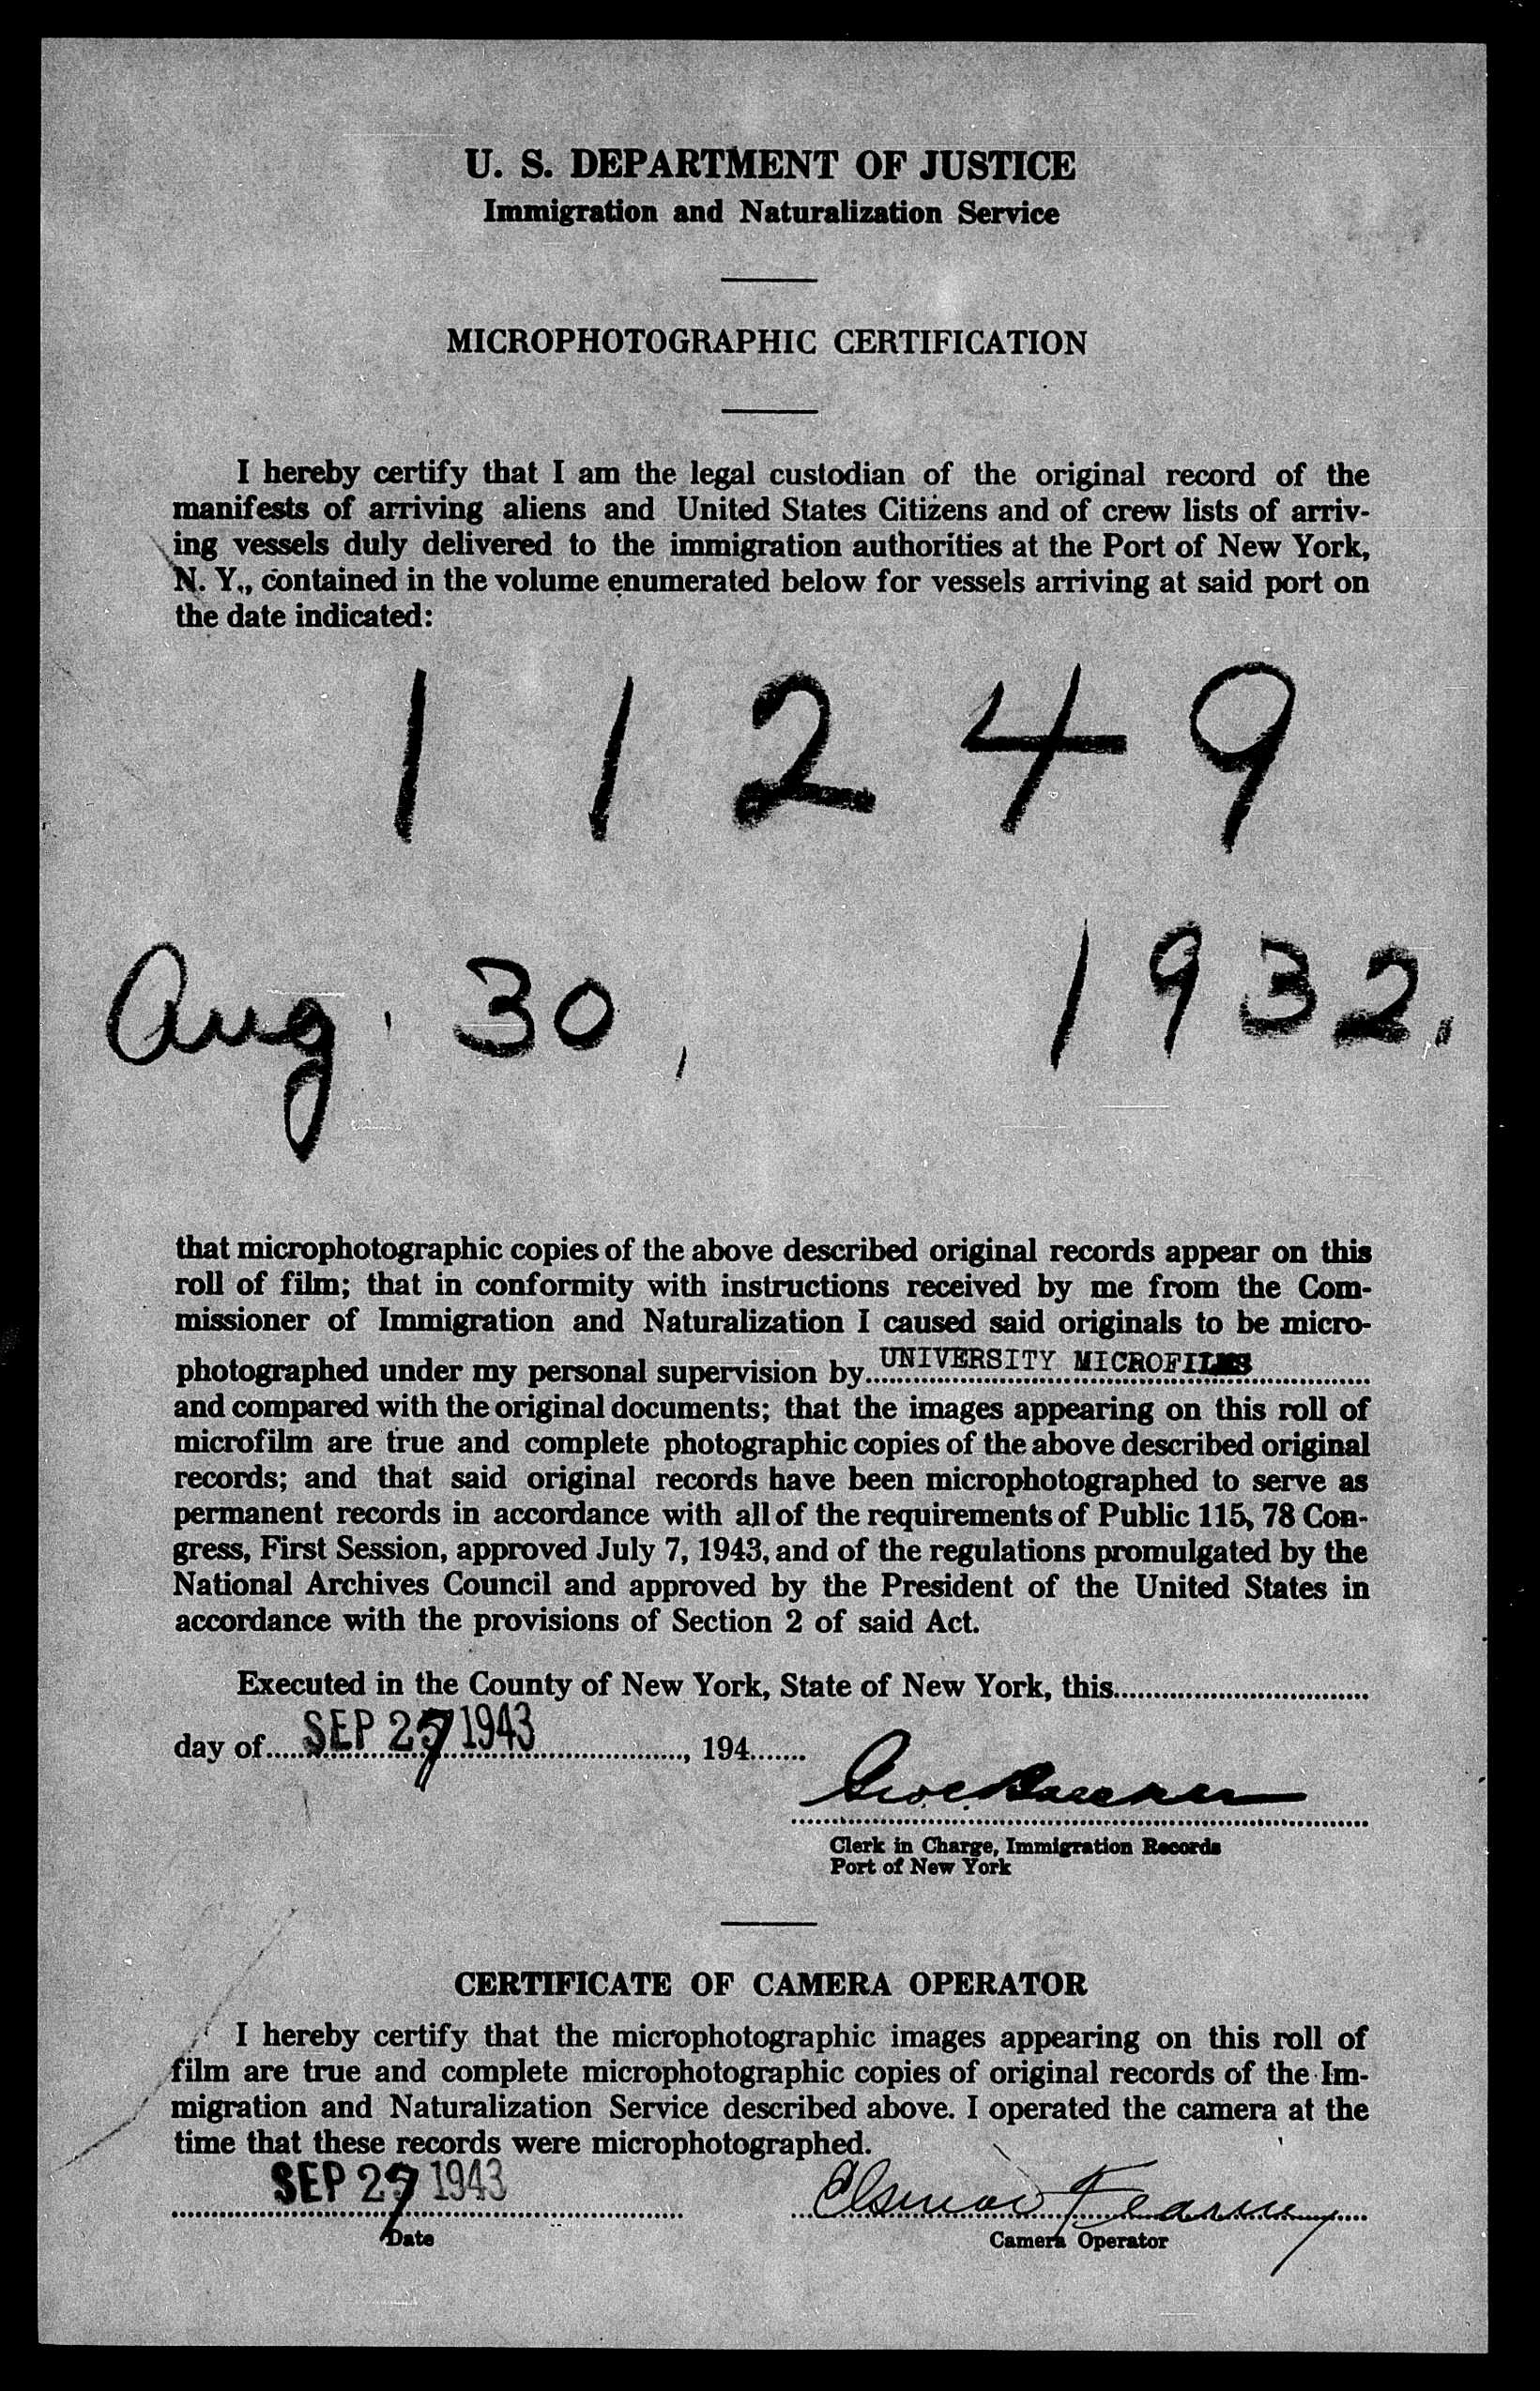 U. S. DEPARTMENT OF JUSTICE
Immigration and Naturalization Service
MICROPHOTOGRAPHIC CERTIFICATION
I hereby certify that I am the legal custodian of the original record of the
manifests of arriving aliens and United States Citizens and of crew lists of arriv-
ing vessels duly delivered to the immigration authorities at the Port of New York,
N. Y., contained in the volume enumerated below for vessels arriving at said port on
the date indicated:
11249
Aug. 30, 1932.
that microphotographic copies of the above described original records appear on this
roll of film; that in conformity with instructions received by me from the Com-
missioner of Immigration and Naturalization I caused said originals to be micro-
photographed under my personal supervision by UNIVERSITY MICROFILMS
and compared with the original documents; that the images appearing on this roll of
microfilm are true and complete photographic copies of the above described original
records; and that said original records have been microphotographed to serve as
permanent records in accordance with all of the requirements of Public 115, 78 Con-
gress, First Session, approved July 7, 1943, and of the regulations promulgated by the
National Archives Council and approved by the President of the United States in
accordance with the provisions of Section 2 of said Act.
Executed in the County of New York, State of New York, this
day of SEP 27 1943, 194
Clerk in Charge, Immigration Records
Port of New York
CERTIFICATE OF CAMERA OPERATOR
I hereby certify that the microphotographic images appearing on this roll of
film are true and complete microphotographic copies of original records of the Im-
migration and Naturalization Service described above. I operated the camera at the
time that these records were microphotographed.
SEP 27 1943 Kearney
Date Camera Operator